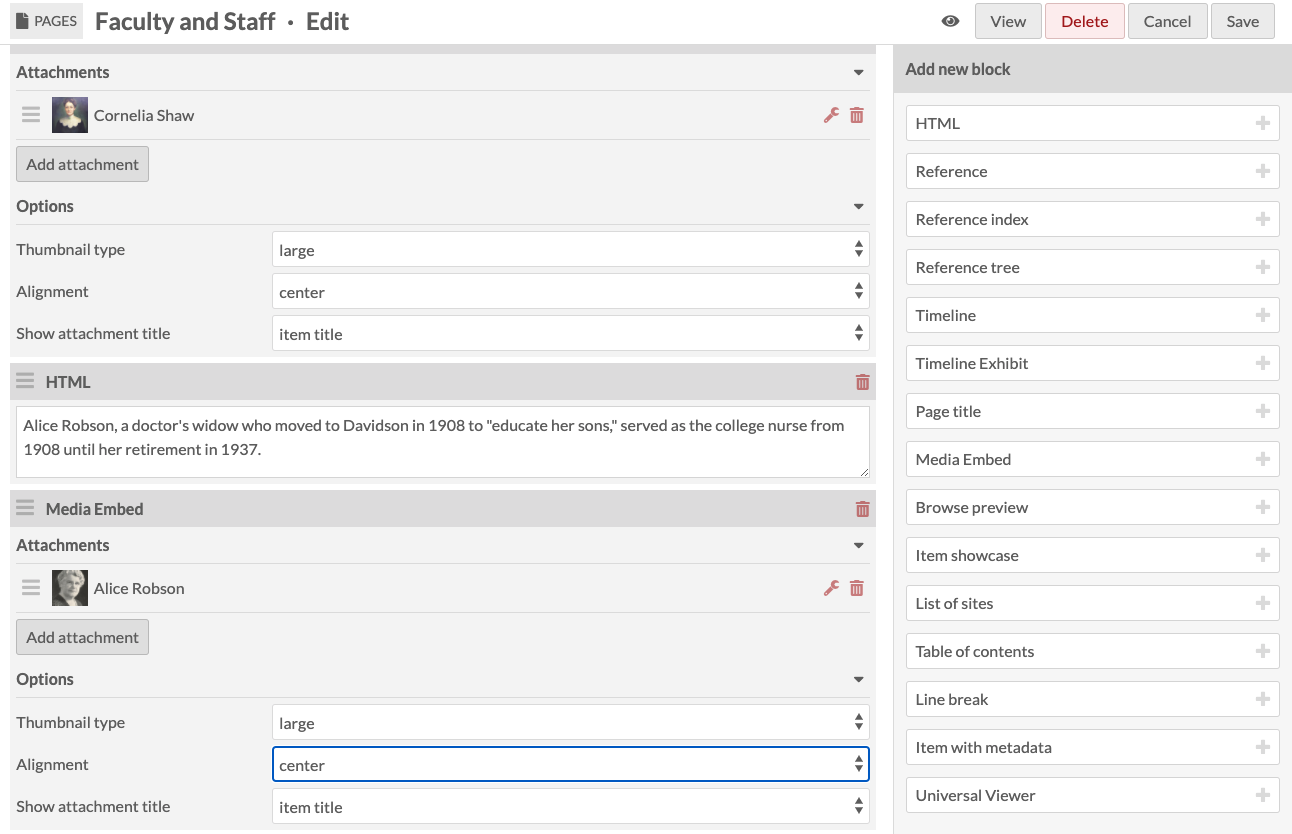 PAGES Faculty and Staff · Edit View Delete Cancel Save
Attachments
Cornelia Shaw
Add attachment
Options
Thumbnail type large
Alignment center
Show attachment title item title
HTML
Alice Robson, a doctor's widow who moved to Davidson in 1908 to "educate her sons," served as the college nurse from
1908 until her retirement in 1937.
Media Embed
Attachments
Alice Robson
Add attachment
Options
Thumbnail type large
Alignment center
Show attachment title item title
Add new block
HTML
Reference
Reference index
Reference tree
Timeline
Timeline Exhibit
Page title
Media Embed
Browse preview
Item showcase
List of sites
Table of contents
Line break
Item with metadata
Universal Viewer